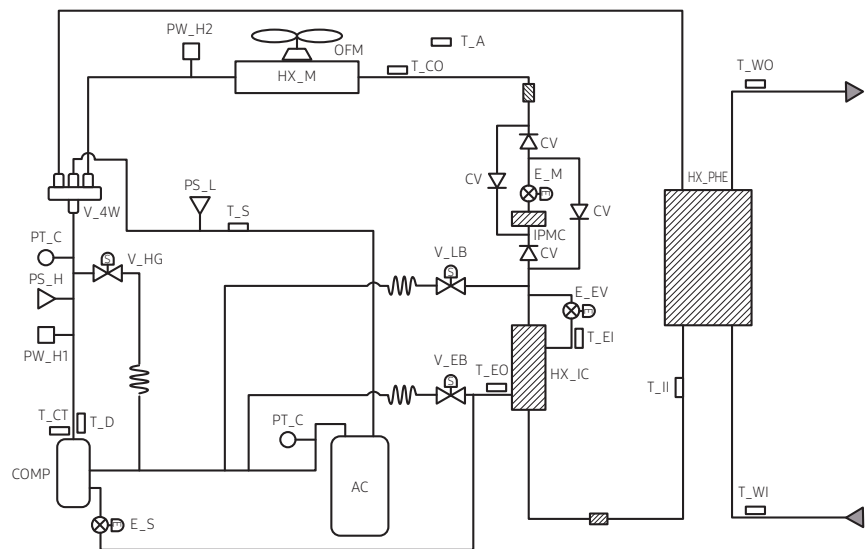 PW_H2
OFM
T_A
HX_M
T_CO
T_WO
CV
E_M
E
CV
HX_PHE
PS_L
V_4W
T_S
CV
IPMC
PT_C
V_HG
S
V_LB
S
CV
PS_H
E_EV
E
PW_H1
T_EI
V_EB
S
T_EO
HX_IC
T_II
T_CT
T_D
PT_C
COMP
AC
T_WI
E
E_S